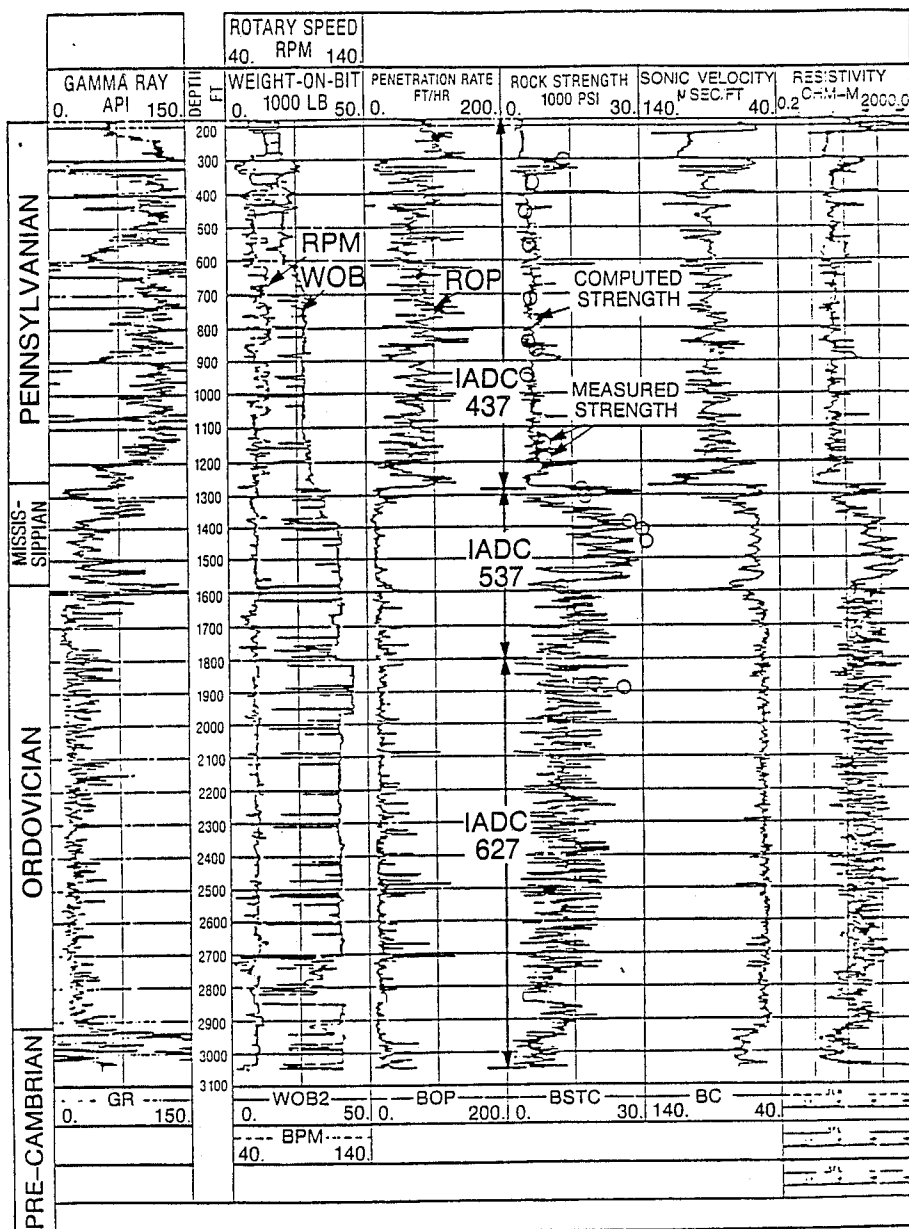 ROTARY SPEED
RPM
40. 140.
GAMMA RAY
API
0. 150.
DEPTH
FT
WEIGHT-ON-BIT
1000 LB
0. 50.
PENETRATION RATE
FT/HR
0. 200.
ROCK STRENGTH
1000 PSI
0. 30.
SONIC VELOCITY
μ SEC/FT
140. 40.
RESISTIVITY
OHM-M
0.2 2000.0
PENNSYLVANIAN
MISSIS-
SIPPIAN
ORDOVICIAN
PRE-CAMBRIAN
200
300
400
500
600
700
800
900
1000
1100
1200
1300
1400
1500
1600
1700
1800
1900
2000
2100
2200
2300
2400
2500
2600
2700
2800
2900
3000
3100
RPM
WOB
ROP
COMPUTED
STRENGTH
IADC
437
MEASURED
STRENGTH
IADC
537
IADC
627
GR
0. 150.
WOB2
0. 50.
BOP
0. 200.
BSTC
0. 30.
BC
140. 40.
BPM
40. 140.